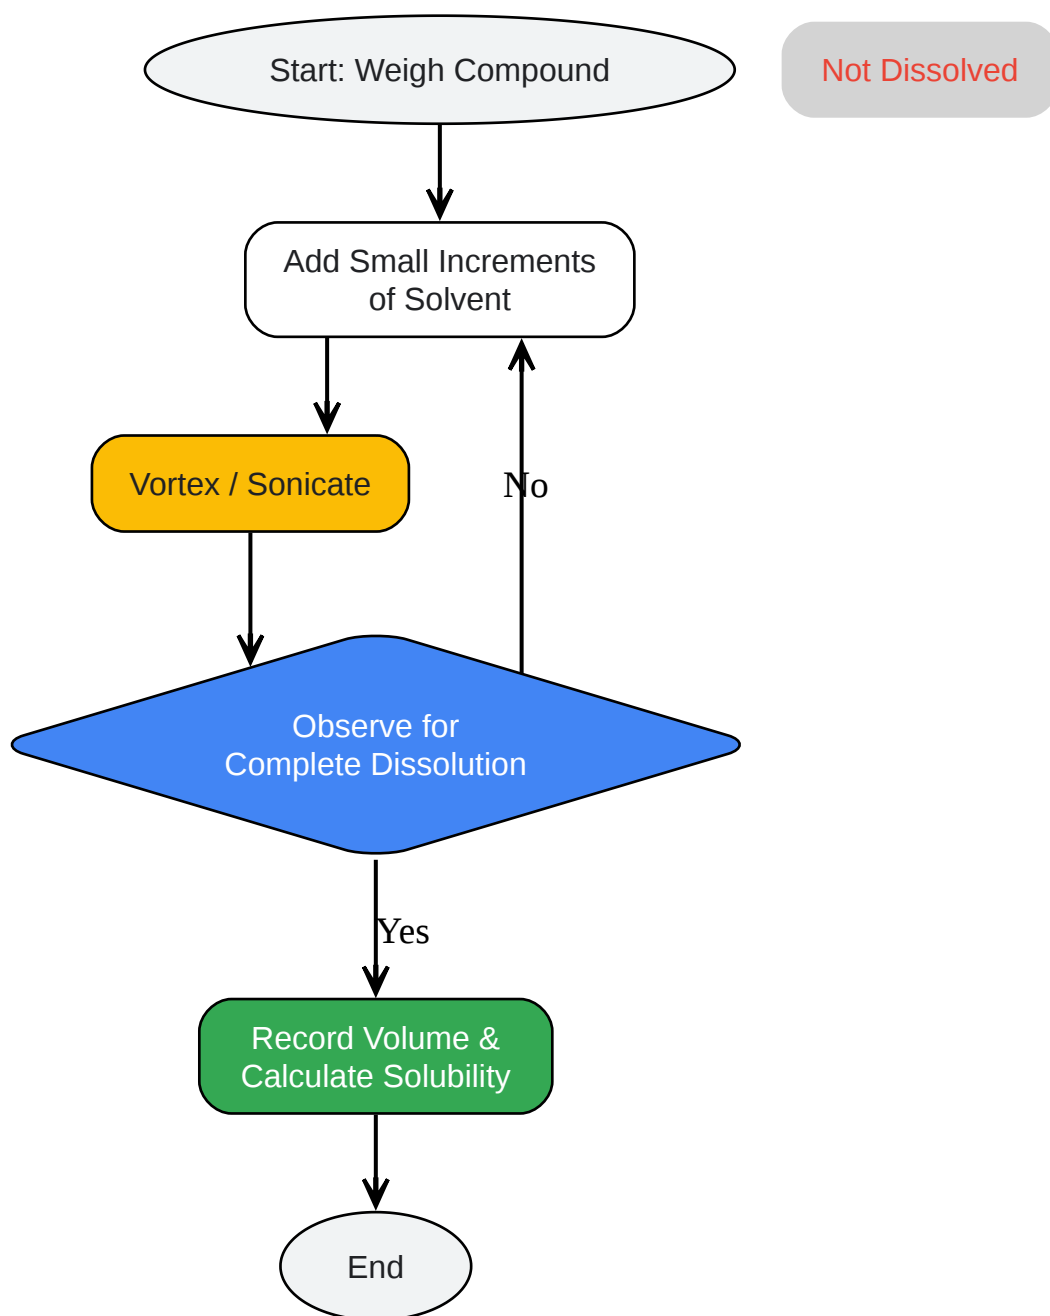 Start: Weigh Compound
Not Dissolved
Add Small Increments
of Solvent
Vortex / Sonicate
No
Observe for
Complete Dissolution
Yes
Record Volume &
Calculate Solubility
End